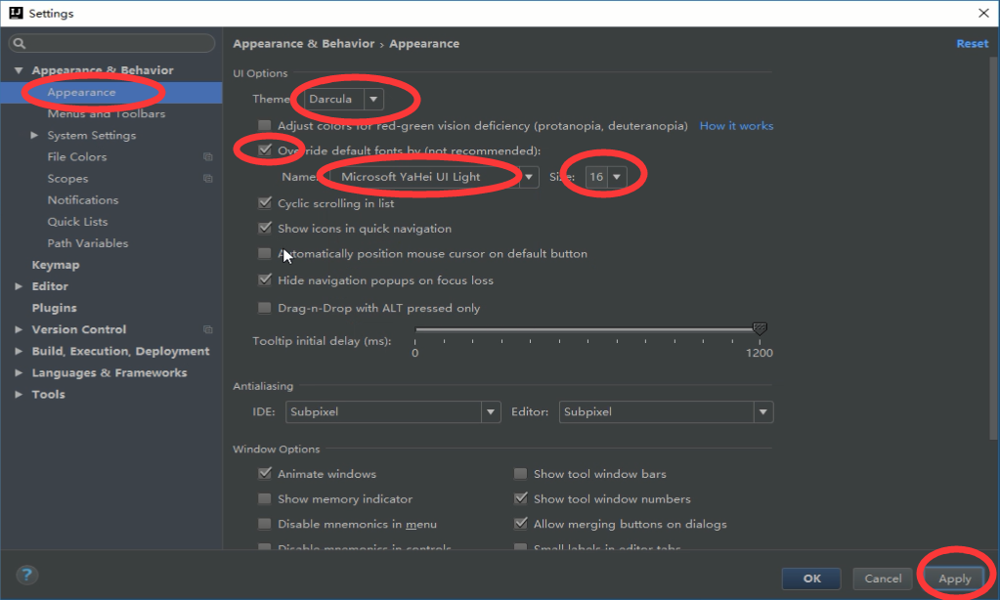 Settings
Appearance & Behavior
Appearance
Menus and Toolbars
System Settings
File Colors
Scopes
Notifications
Quick Lists
Path Variables
Keymap
Editor
Plugins
Version Control
Build, Execution, Deployment
Languages & Frameworks
Tools
Appearance & Behavior › Appearance
Reset
UI Options
Theme: Darcula
Adjust colors for red-green vision deficiency (protanopia, deuteranopia) How it works
Override default fonts by (not recommended):
Name: Microsoft YaHei UI Light Size: 16
Cyclic scrolling in list
Show icons in quick navigation
Automatically position mouse cursor on default button
Hide navigation popups on focus loss
Drag-n-Drop with ALT pressed only
Tooltip initial delay (ms):
0 1200
Antialiasing
IDE: Subpixel Editor: Subpixel
Window Options
Animate windows Show tool window bars
Show memory indicator Show tool window numbers
Disable mnemonics in menu Allow merging buttons on dialogs
Disable mnemonics in controls Small labels in editor tabs
? OK Cancel Apply